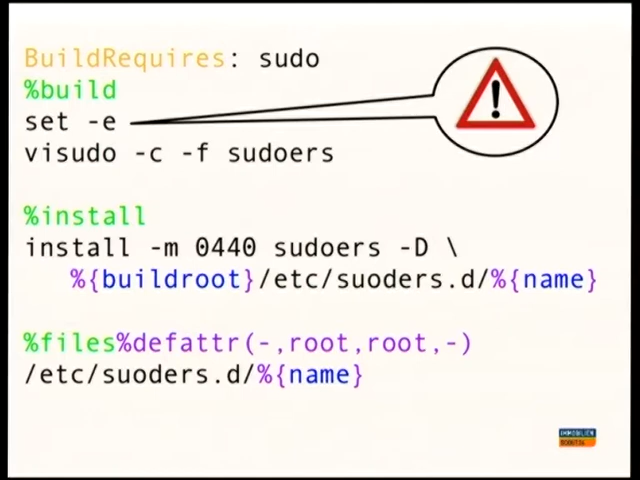 BuildRequires: sudo
%build
set -e
visudo -c -f sudoers
%install
install -m 0440 sudoers -D \
%{buildroot}/etc/suoders.d/%{name}
%files%defattr(-,root,root,-)
/etc/suoders.d/%{name}
IMMOBILIEN